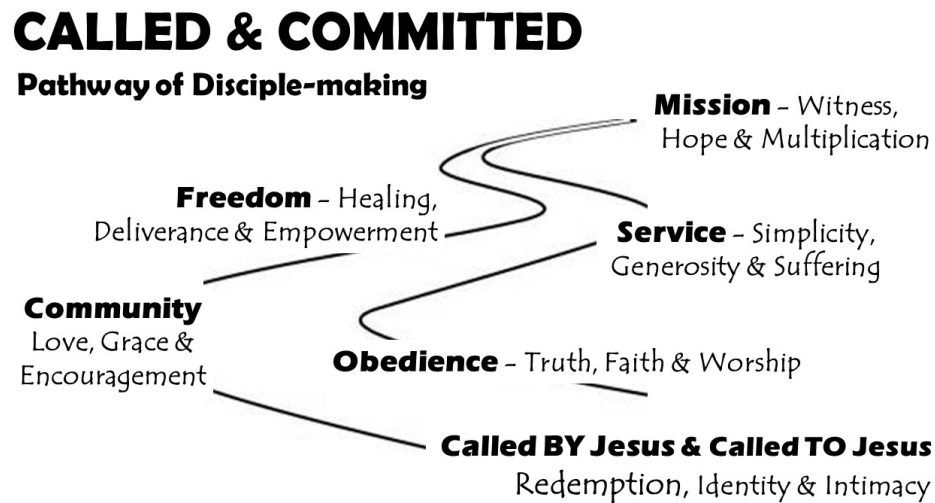 CALLED & COMMITTED
Pathway of Disciple-making
Mission – Witness,
Hope & Multiplication
Freedom – Healing,
Deliverance & Empowerment
Service – Simplicity,
Generosity & Suffering
Community
Love, Grace &
Encouragement
Obedience – Truth, Faith & Worship
Called BY Jesus & Called TO Jesus
Redemption, Identity & Intimacy